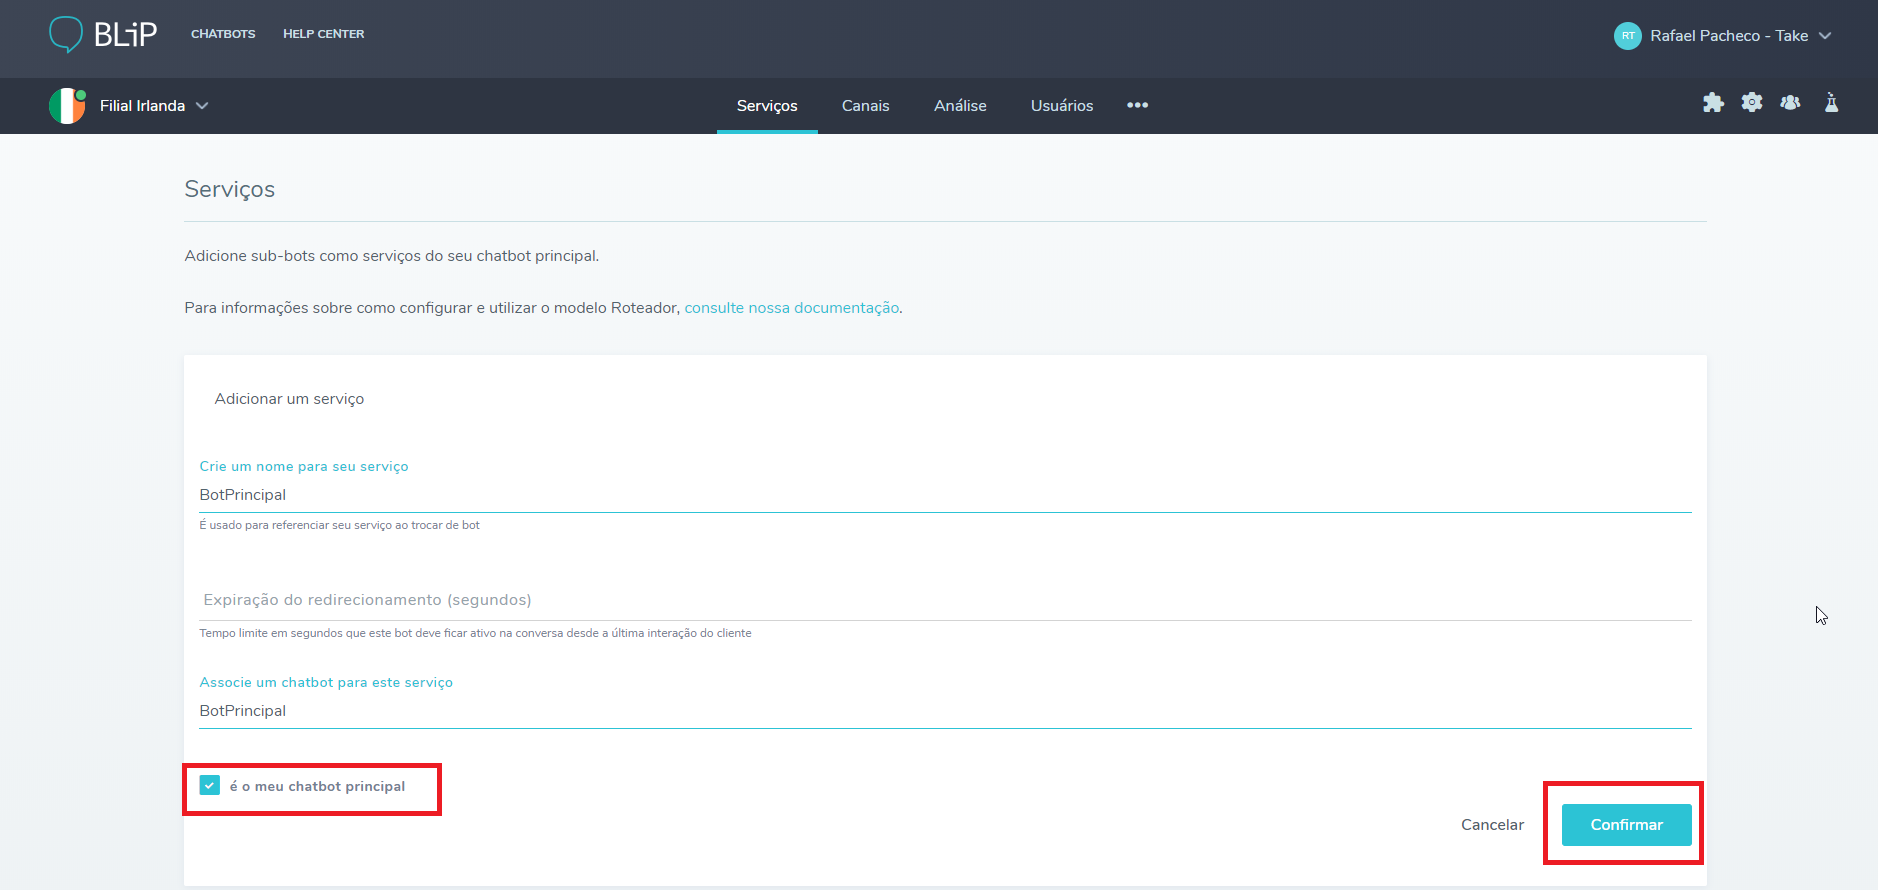 BLiP
CHATBOTS
HELP CENTER
RT
Rafael Pacheco - Take
Filial Irlanda
Serviços
Canais
Análise
Usuários
Serviços
Adicione sub-bots como serviços do seu chatbot principal.
Para informações sobre como configurar e utilizar o modelo Roteador, consulte nossa documentação.
Adicionar um serviço
Crie um nome para seu serviço
BotPrincipal
É usado para referenciar seu serviço ao trocar de bot
Expiração do redirecionamento (segundos)
Tempo limite em segundos que este bot deve ficar ativo na conversa desde a última interação do cliente
Associe um chatbot para este serviço
BotPrincipal
é o meu chatbot principal
Cancelar
Confirmar